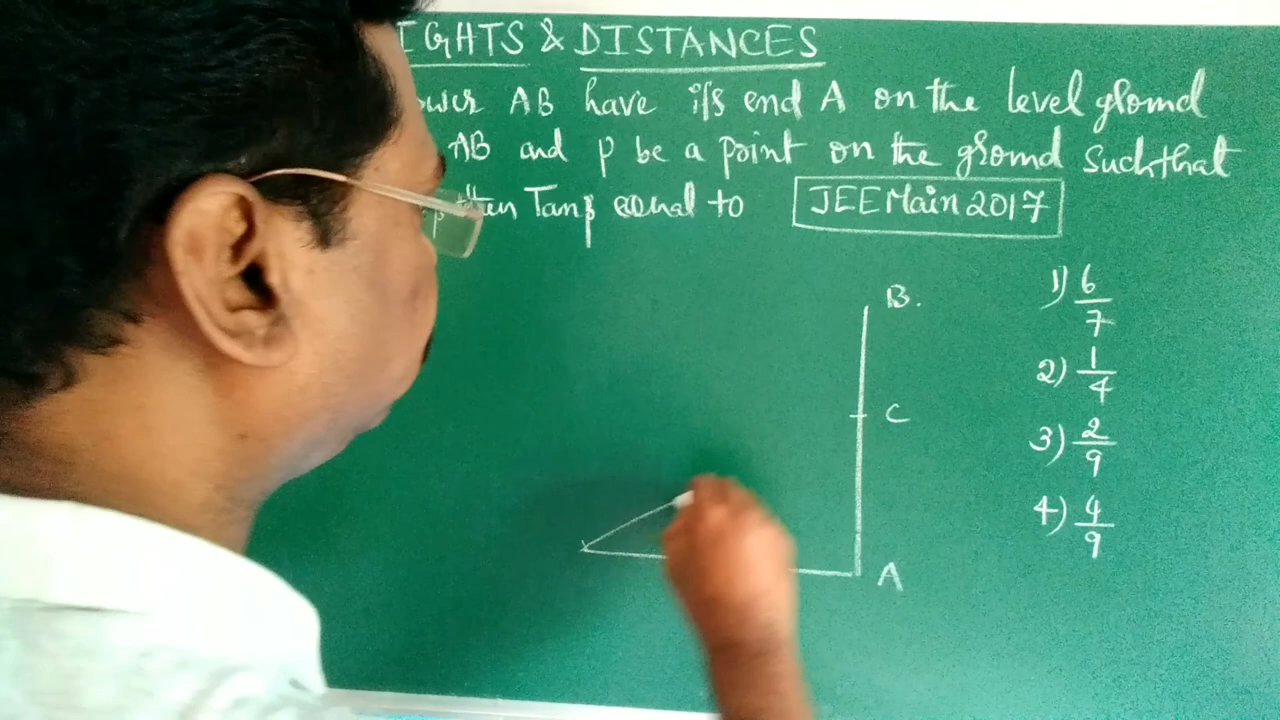 IGHTS & DISTANCES
AB have its end A on the level ground
AB and P be a point on the ground such that
then Tanβ equal to JEE Main 2017
B.
C
A
1) 6/7
2) 1/4
3) 2/9
4) 4/9